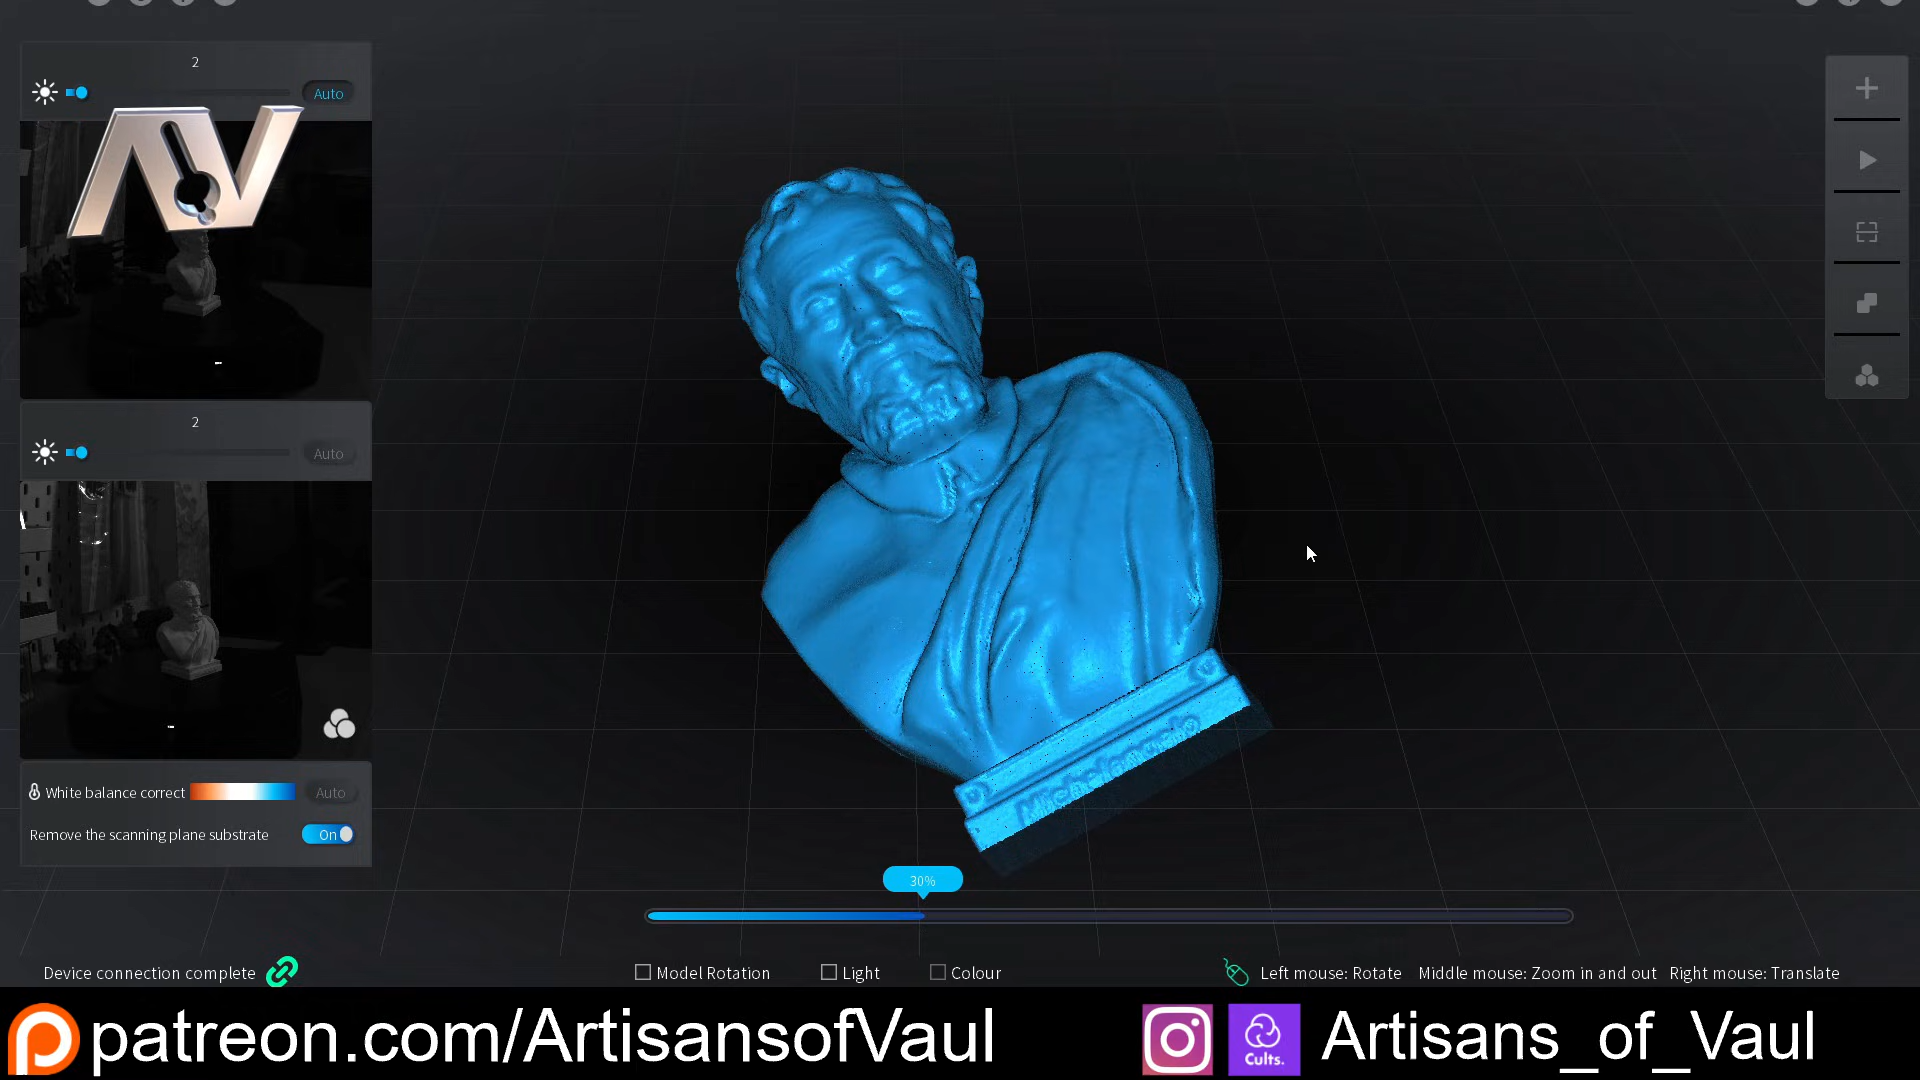 2
Auto
2
Auto
White balance correct
Auto
Remove the scanning plane substrate
On
Michelangelo
30%
Device connection complete
Model Rotation
Light
Colour
Left mouse: Rotate
Middle mouse: Zoom in and out
Right mouse: Translate
patreon.com/ArtisansofVaul
Cults.
Artisans_of_Vaul